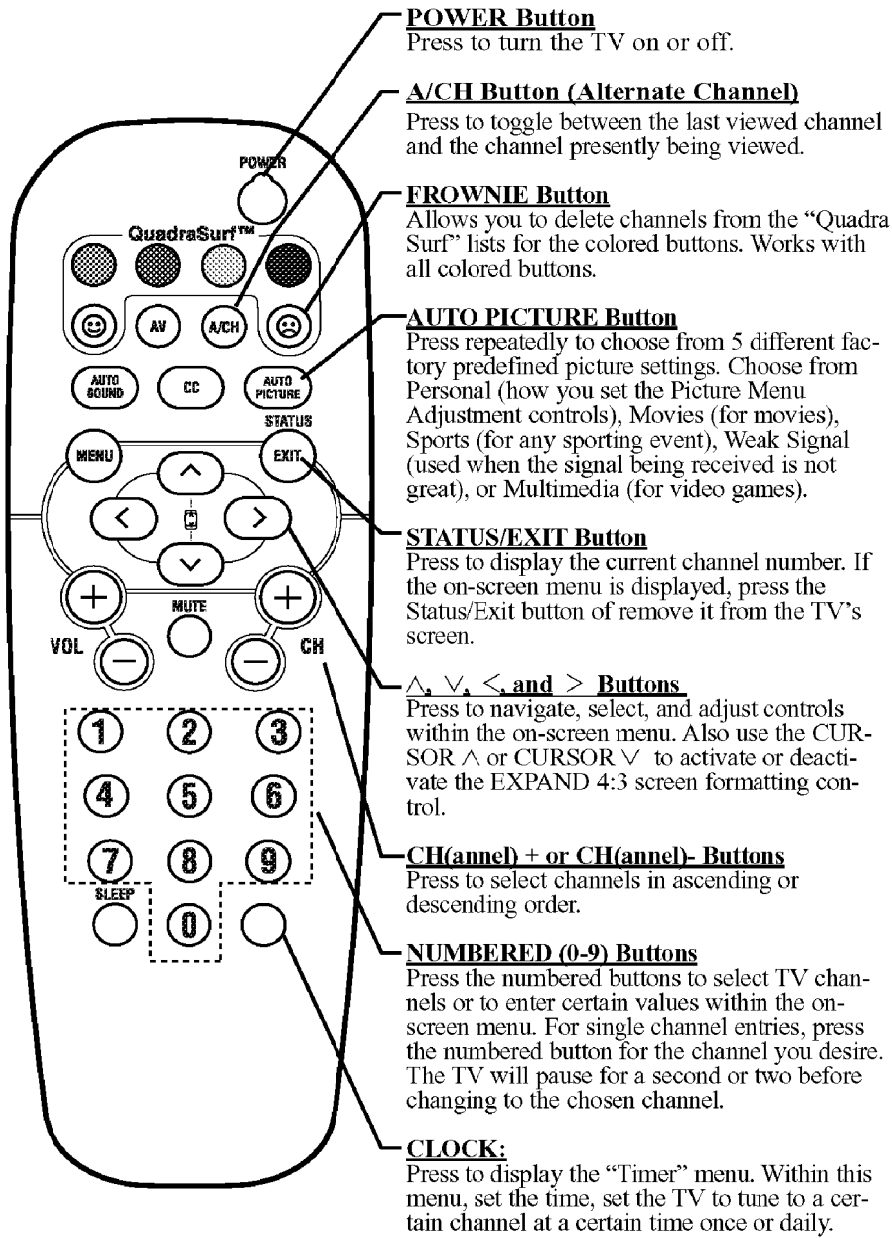 POWER Button
Press to turn the TV on or off.
A/CH Button (Alternate Channel)
Press to toggle between the last viewed channel
and the channel presently being viewed.
FROWNIE Button
Allows you to delete channels from the “Quadra
Surf” lists for the colored buttons. Works with
all colored buttons.
AUTO PICTURE Button
Press repeatedly to choose from 5 different fac-
tory predefined picture settings. Choose from
Personal (how you set the Picture Menu
Adjustment controls), Movies (for movies),
Sports (for any sporting event), Weak Signal
(used when the signal being received is not
great), or Multimedia (for video games).
STATUS/EXIT Button
Press to display the current channel number. If
the on-screen menu is displayed, press the
Status/Exit button of remove it from the TV’s
screen.
∧, ∨, <, and > Buttons
Press to navigate, select, and adjust controls
within the on-screen menu. Also use the CUR-
SOR ∧ or CURSOR ∨ to activate or deacti-
vate the EXPAND 4:3 screen formatting con-
trol.
CH(annel) + or CH(annel)- Buttons
Press to select channels in ascending or
descending order.
NUMBERED (0-9) Buttons
Press the numbered buttons to select TV chan-
nels or to enter certain values within the on-
screen menu. For single channel entries, press
the numbered button for the channel you desire.
The TV will pause for a second or two before
changing to the chosen channel.
CLOCK:
Press to display the “Timer” menu. Within this
menu, set the time, set the TV to tune to a cer-
tain channel at a certain time once or daily.
POWER
QuadraSurf™
AV
A/CH
AUTO
SOUND
CC
AUTO
PICTURE
STATUS
MENU
EXIT
∧
<
>
∨
+
MUTE
+
VOL
−
−
CH
1
2
3
4
5
6
7
8
9
SLEEP
0